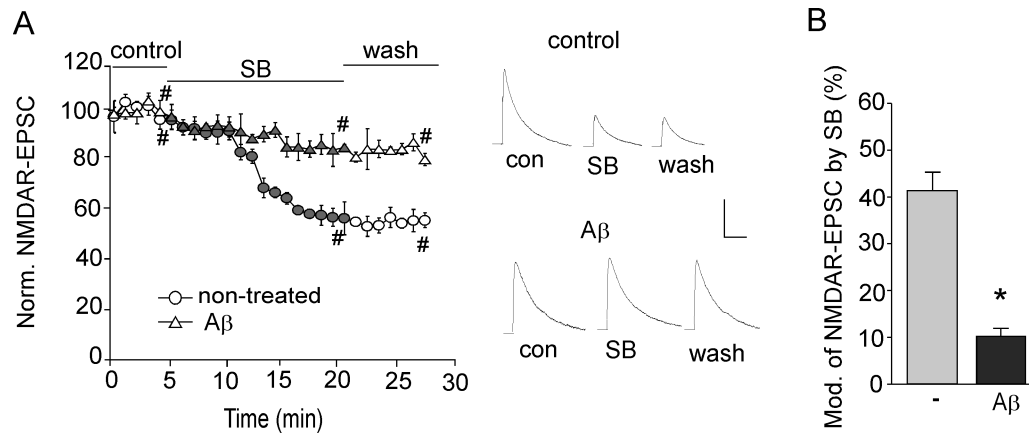 A
control
SB
wash
Norm. NMDAR-EPSC
120
100
80
60
40
20
0
#
#
#
#
#
#
non-treated
Aβ
0
5
10
15
20
25
30
Time (min)
control
con
SB
wash
Aβ
con
SB
wash
B
Mod. of NMDAR-EPSC by SB (%)
60
50
40
30
20
10
0
*
-
Aβ